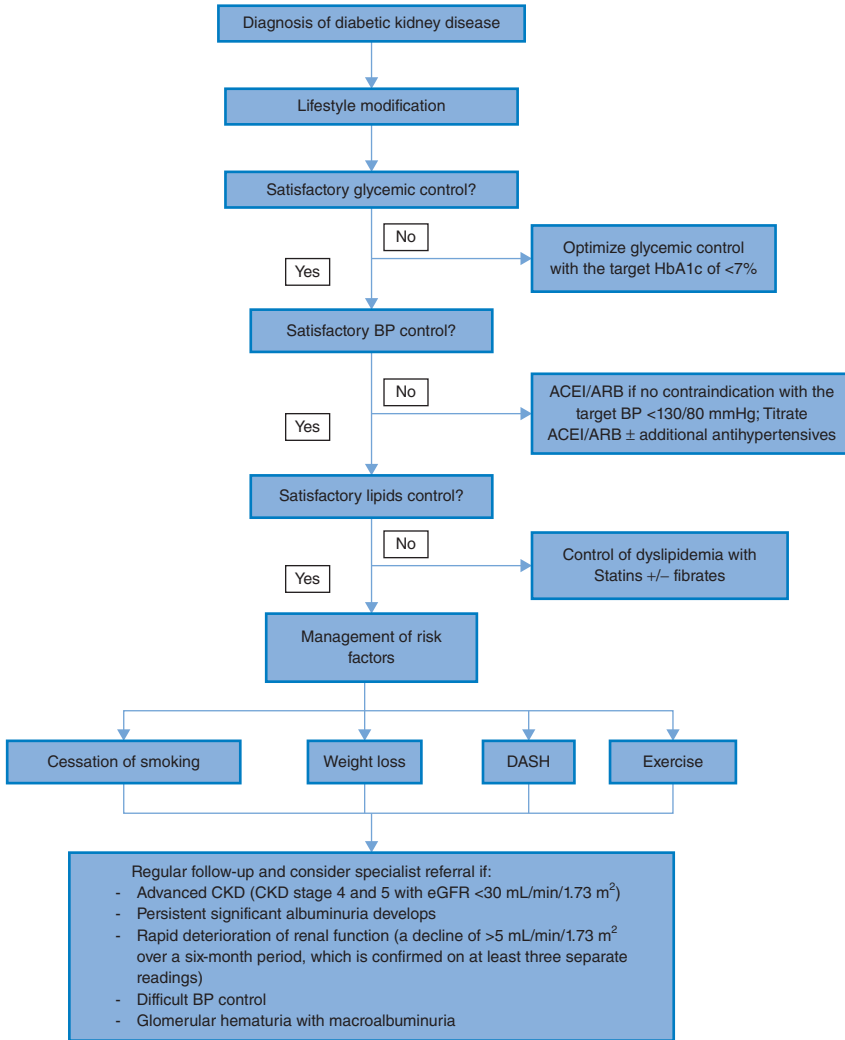 Diagnosis of diabetic kidney disease
Lifestyle modification
Satisfactory glycemic control?
No
Optimize glycemic control
with the target HbA1c of <7%
Yes
Satisfactory BP control?
No
ACEI/ARB if no contraindication with the
target BP <130/80 mmHg; Titrate
ACEI/ARB ± additional antihypertensives
Yes
Satisfactory lipids control?
No
Control of dyslipidemia with
Statins +/– fibrates
Yes
Management of risk
factors
Cessation of smoking
Weight loss
DASH
Exercise
Regular follow-up and consider specialist referral if:
- Advanced CKD (CKD stage 4 and 5 with eGFR <30 mL/min/1.73 m²)
- Persistent significant albuminuria develops
- Rapid deterioration of renal function (a decline of >5 mL/min/1.73 m²
over a six-month period, which is confirmed on at least three separate
readings)
- Difficult BP control
- Glomerular hematuria with macroalbuminuria